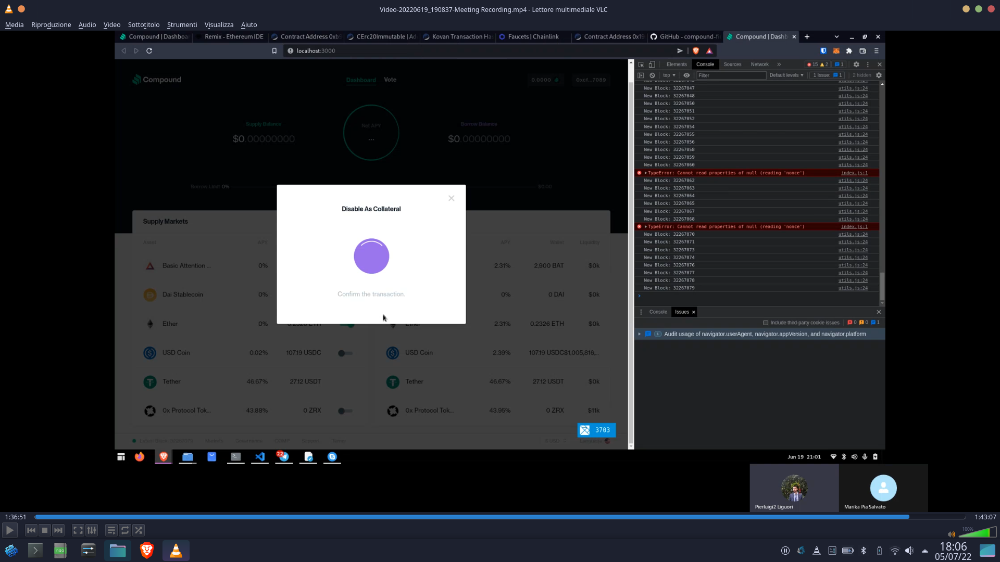 Video-20220619_190837-Meeting Recording.mp4 - Lettore multimediale VLC
Media Riproduzione Audio Video Sottotitolo Strumenti Visualizza Aiuto
Compound | Dashboa Remix - Ethereum IDE Contract Address 0xb9 CErc20Immutable | Ad Kovan Transaction Ha Faucets | Chainlink Contract Address 0x19 GitHub - compound-fi Compound | Dashb
localhost:3000
Compound Dashboard Vote 0.0000 0xcf...7089
Supply Balance Net APY Borrow Balance
$0.00000000 ... $0.00000000
Borrow Limit 0% $0.00
Disable As Collateral
Confirm the transaction.
Supply Markets
Asset APY APY Wallet Liquidity
Basic Attention ... 0% 2.31% 2,900 BAT $0k
Dai Stablecoin 0% 0% 0 DAI $0k
Ether 0% 0.2326 ETH Ether 2.31% 0.2326 ETH $0k
USD Coin 0.02% 107.19 USDC USD Coin 2.39% 107.19 USDC$1,005,816,...
Tether 46.67% 27.12 USDT Tether 46.67% 27.12 USDT $0k
0x Protocol Tok... 43.88% 0 ZRX 0x Protocol Tok... 43.95% 0 ZRX $11k
3703
Latest Block: Markets Governance COMP Support Terms $ USD Language
Elements Console Sources Network » 15 2 1
top Filter Default levels 1 Issue: 1 2 hidden
New Block: 32267047 utils.js:24
New Block: 32267048 utils.js:24
New Block: 32267050 utils.js:24
New Block: 32267051 utils.js:24
New Block: 32267052 utils.js:24
New Block: 32267054 utils.js:24
New Block: 32267055 utils.js:24
New Block: 32267056 utils.js:24
New Block: 32267058 utils.js:24
New Block: 32267059 utils.js:24
New Block: 32267060 utils.js:24
TypeError: Cannot read properties of null (reading 'nonce') index.js:1
New Block: 32267062 utils.js:24
New Block: 32267063 utils.js:24
New Block: 32267064 utils.js:24
New Block: 32267065 utils.js:24
New Block: 32267067 utils.js:24
New Block: 32267068 utils.js:24
TypeError: Cannot read properties of null (reading 'nonce') index.js:1
New Block: 32267070 utils.js:24
New Block: 32267071 utils.js:24
New Block: 32267073 utils.js:24
New Block: 32267074 utils.js:24
New Block: 32267076 utils.js:24
New Block: 32267077 utils.js:24
New Block: 32267078 utils.js:24
New Block: 32267079 utils.js:24
Console Issues
Include third-party cookie issues 0 0 1
1 Audit usage of navigator.userAgent, navigator.appVersion, and navigator.platform
22
Jun 19 21:01
Pierluigi2 Liguori Marika Pia Salvato
1:36:51 1:43:07
100%
nqq
18:06
05/07/22